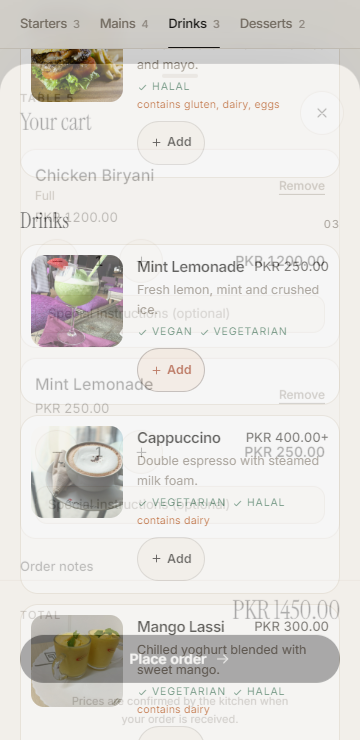 Starters 3 Mains 4 Drinks 3 Desserts 2
and mayo.
✓ HALAL
contains gluten, dairy, eggs
TABLE 5
Your cart
+ Add
Chicken Biryani
Full
Remove
PKR 1200.00
Drinks
03
PKR 1200.00
Mint Lemonade PKR 250.00
Fresh lemon, mint and crushed
ice.
Special instructions (optional)
✓ VEGAN ✓ VEGETARIAN
+ Add
Mint Lemonade
Remove
PKR 250.00
Cappuccino PKR 400.00+
+
PKR 250.00
Double espresso with steamed
milk foam.
✓ VEGETARIAN ✓ HALAL
Special instructions (optional)
contains dairy
+ Add
Order notes
TOTAL
PKR 1450.00
Mango Lassi PKR 300.00
Chilled yoghurt blended with
Place order →
sweet mango.
✓ VEGETARIAN ✓ HALAL
Prices are confirmed by the kitchen when
contains dairy
your order is received.